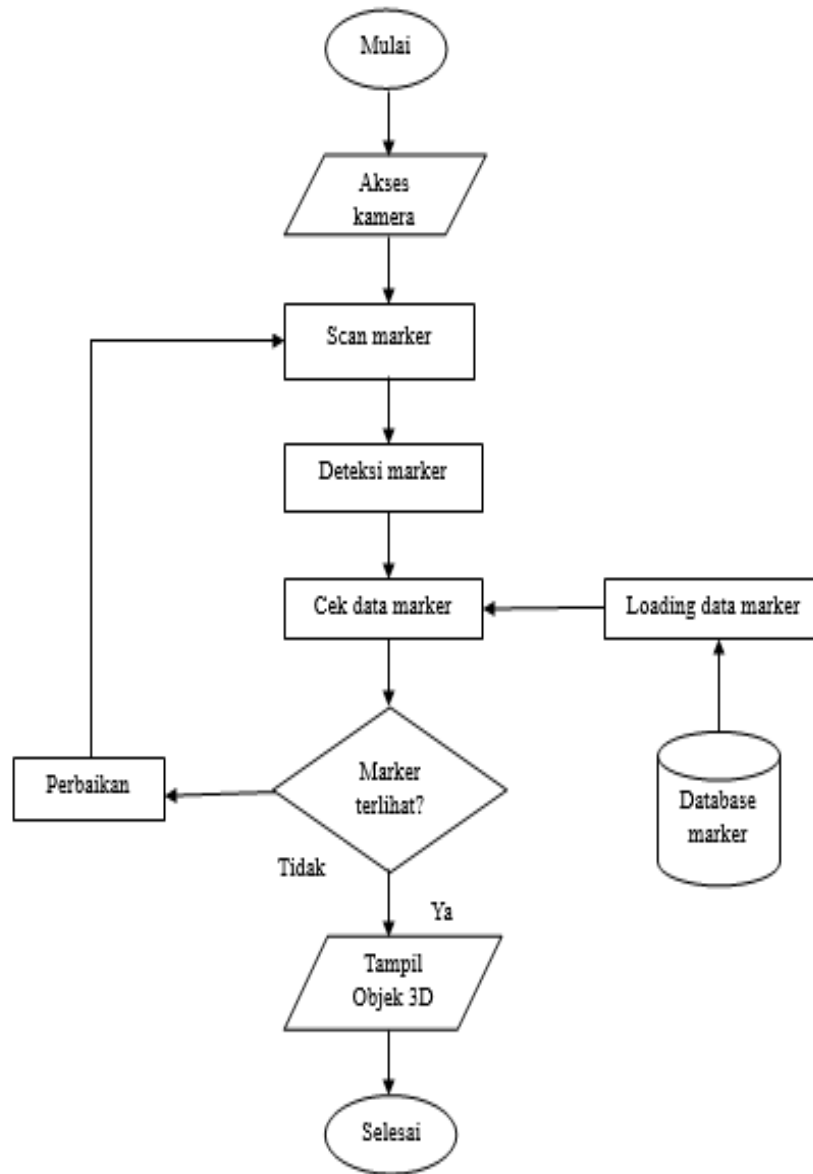 Mulai
Akses
kamera
Scan marker
Deteksi marker
Cek data marker
Loading data marker
Perbaikan
Marker
terlihat?
Database
marker
Tidak
Ya
Tampil
Objek 3D
Selesai